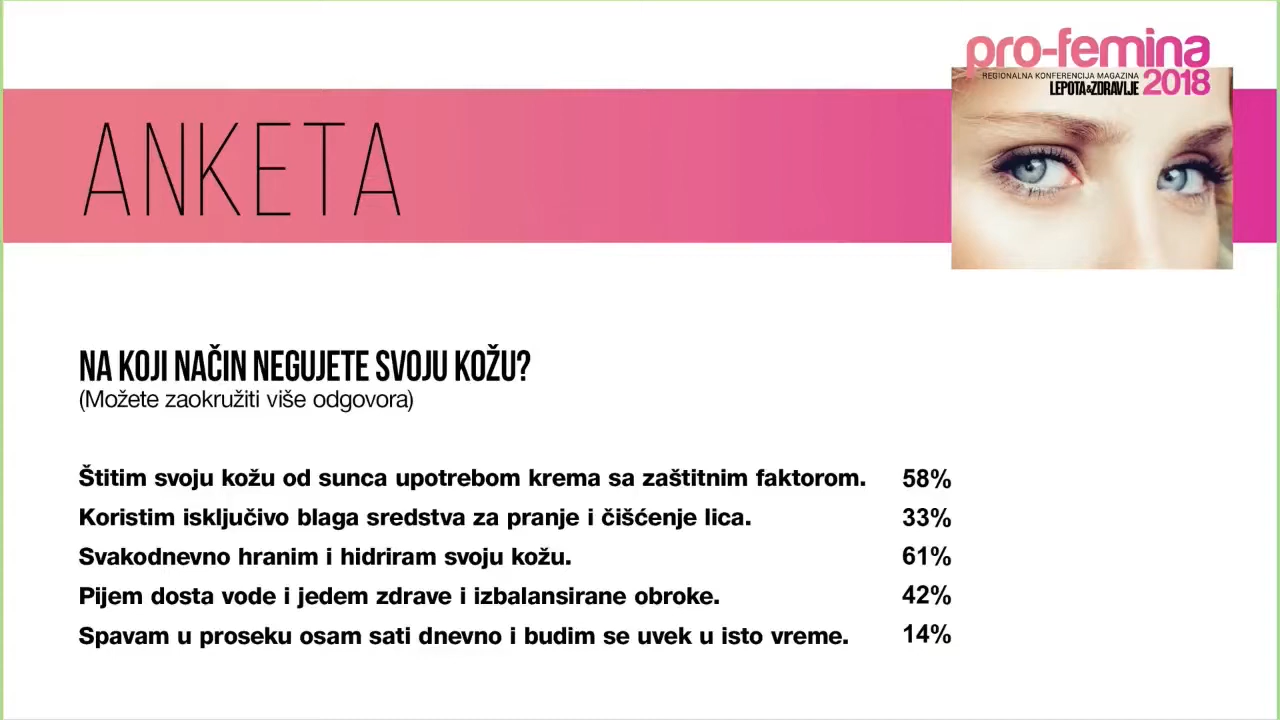 pro-femina
REGIONALNA KONFERENCIJA MAGAZINA
LEPOTA&ZDRAVLJE 2018
ANKETA
NA KOJI NAČIN NEGUJETE SVOJU KOŽU?
(Možete zaokružiti više odgovora)
Štitim svoju kožu od sunca upotrebom krema sa zaštitnim faktorom. 58%
Koristim isključivo blaga sredstva za pranje i čišćenje lica. 33%
Svakodnevno hranim i hidriram svoju kožu. 61%
Pijem dosta vode i jedem zdrave i izbalansirane obroke. 42%
Spavam u proseku osam sati dnevno i budim se uvek u isto vreme. 14%